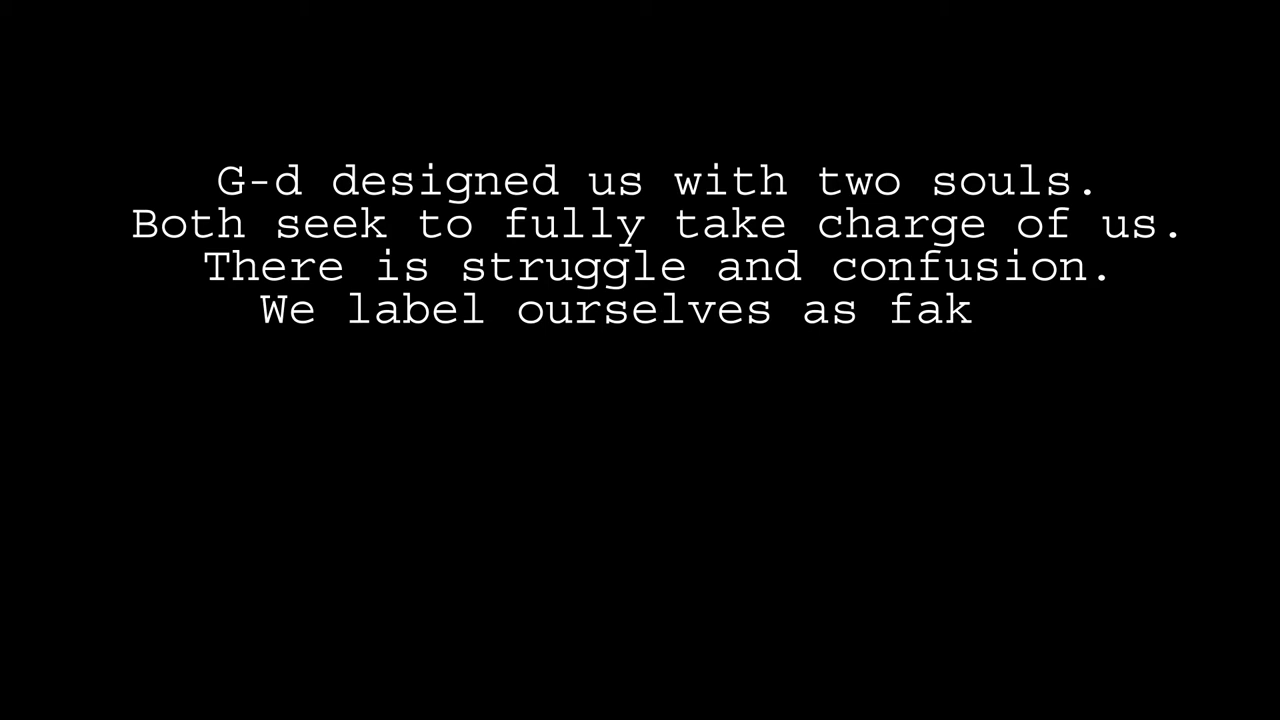 G-d designed us with two souls.
Both seek to fully take charge of us.
There is struggle and confusion.
We label ourselves as fak